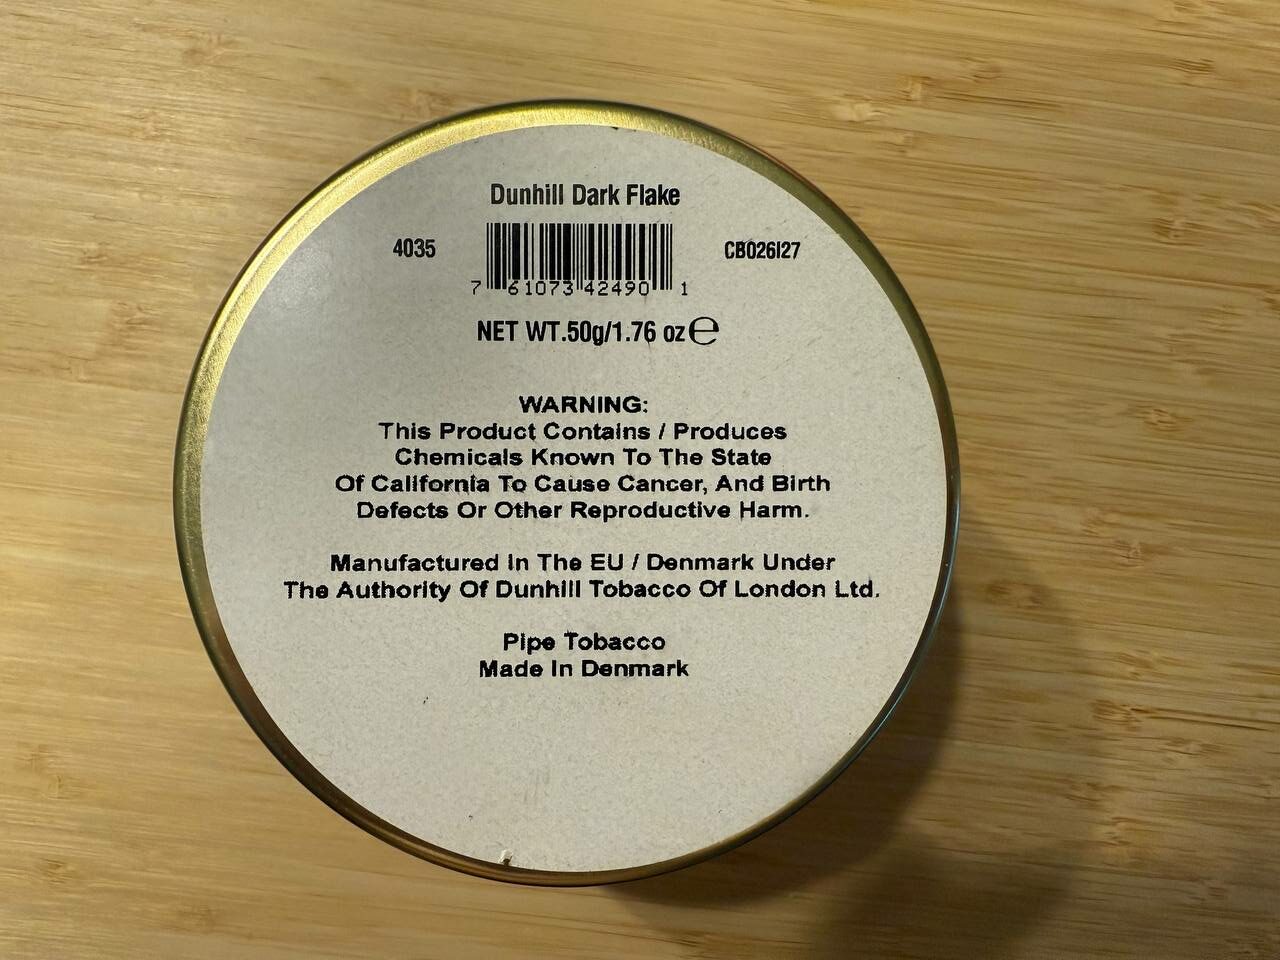 Dunhill Dark Flake
4035
CB026I27
7 61073 42490 1
NET WT.50g/1.76 oz ℮
WARNING:
This Product Contains / Produces
Chemicals Known To The State
Of California To Cause Cancer, And Birth
Defects Or Other Reproductive Harm.
Manufactured In The EU / Denmark Under
The Authority Of Dunhill Tobacco Of London Ltd.
Pipe Tobacco
Made In Denmark